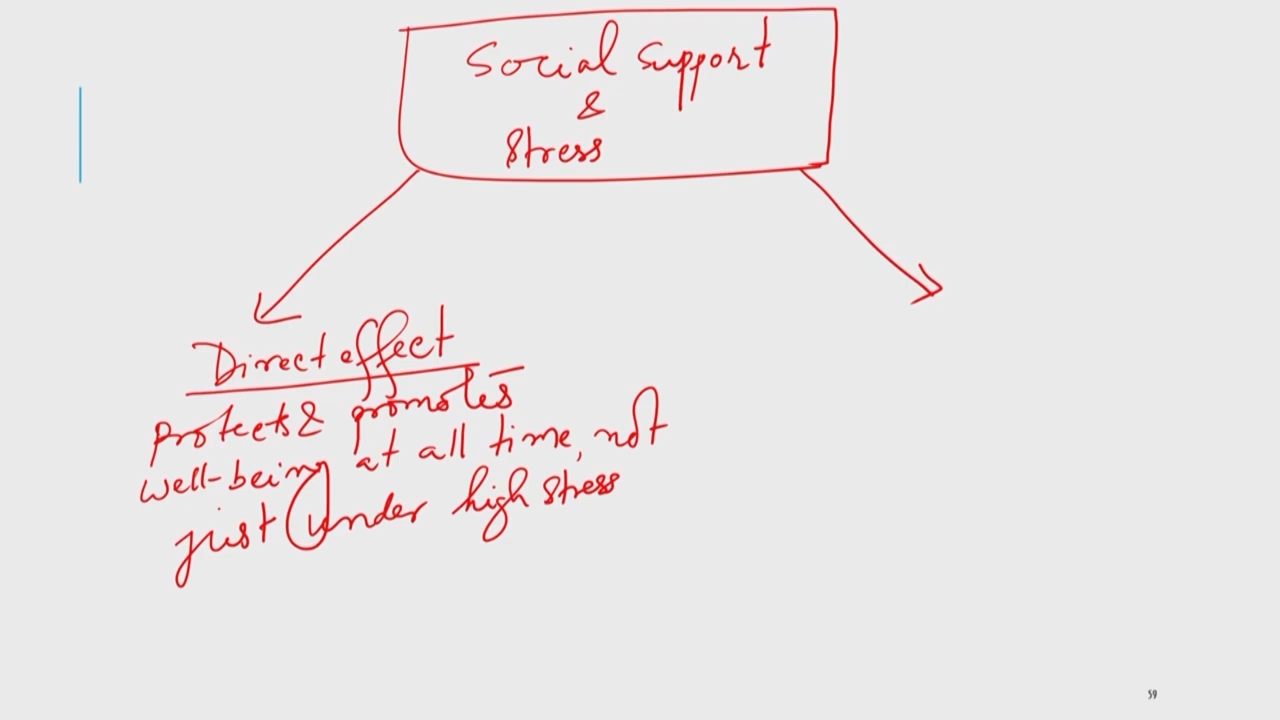 Social support
&
Stress
Direct effect
Protects & promotes
well-being at all time, not
just under high stress
59